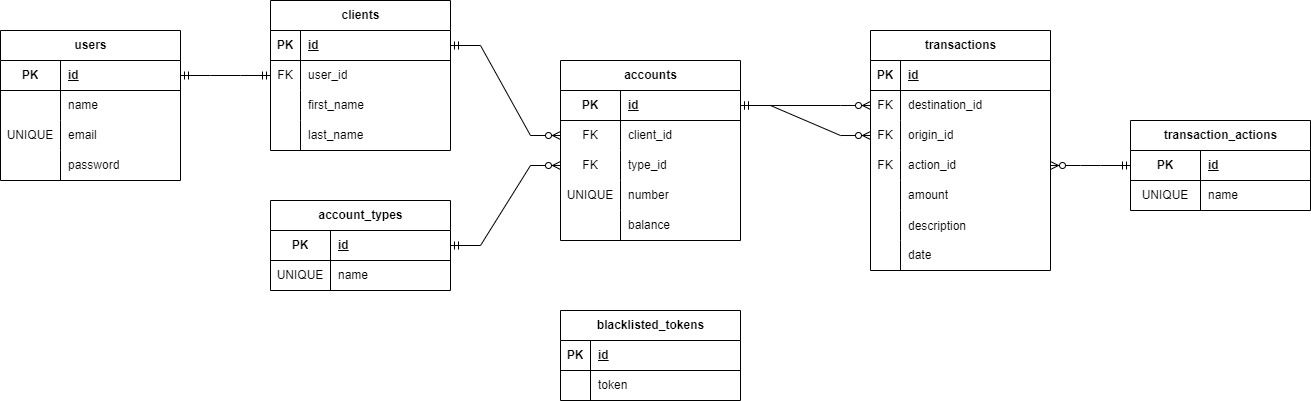 users
PK id
name
UNIQUE email
password
clients
PK id
FK user_id
first_name
last_name
account_types
PK id
UNIQUE name
accounts
PK id
FK client_id
FK type_id
UNIQUE number
balance
blacklisted_tokens
PK id
token
transactions
PK id
FK destination_id
FK origin_id
FK action_id
amount
description
date
transaction_actions
PK id
UNIQUE name